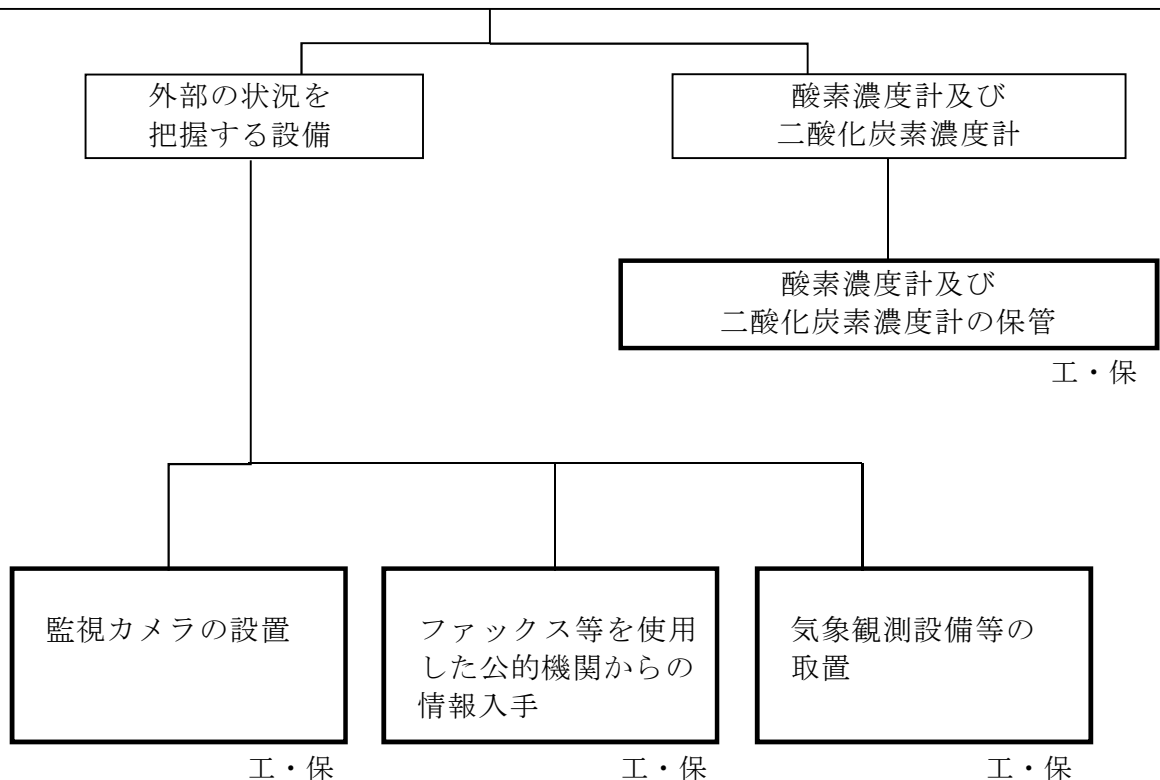 外部の状況を
把握する設備
酸素濃度計及び
二酸化炭素濃度計
酸素濃度計及び
二酸化炭素濃度計の保管
工・保
監視カメラの設置
ファックス等を使用
した公的機関からの
情報入手
気象観測設備等の
取置
工・保
工・保
工・保